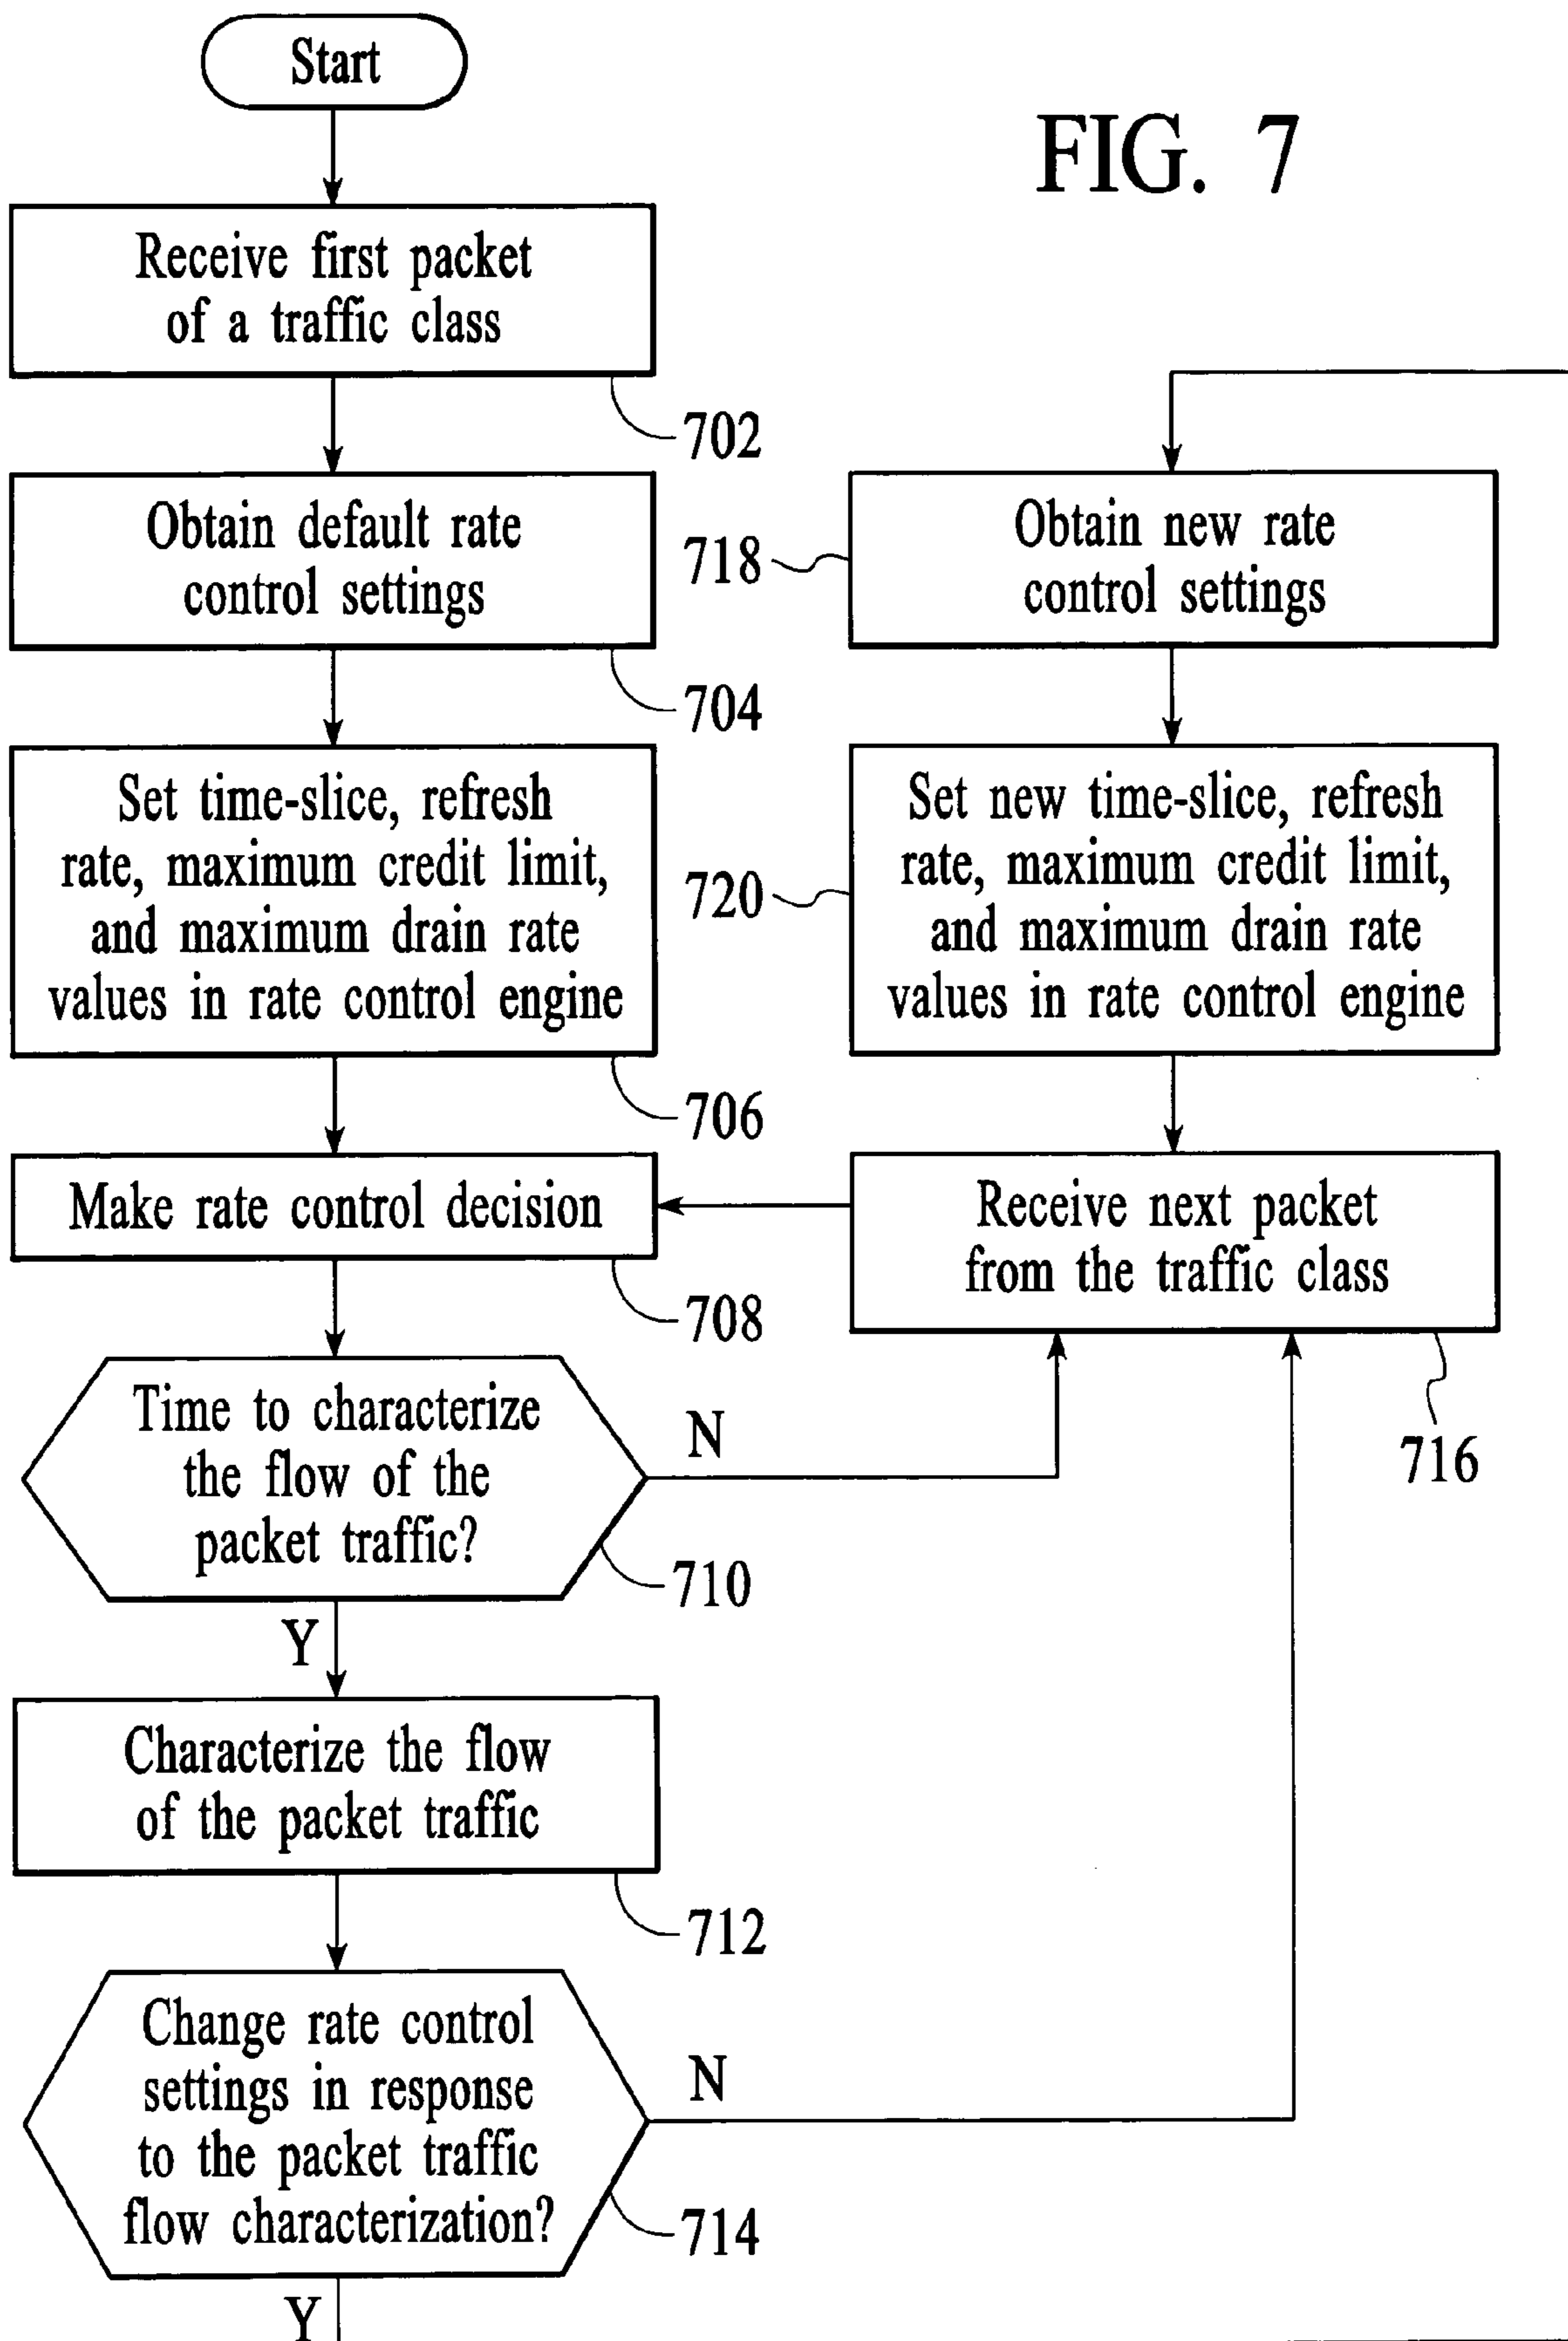 Start
FIG. 7
Receive first packet
of a traffic class
702
Obtain default rate
control settings
704
718
Obtain new rate
control settings
Set time-slice, refresh
rate, maximum credit limit,
and maximum drain rate
values in rate control engine
706
720
Set new time-slice, refresh
rate, maximum credit limit,
and maximum drain rate
values in rate control engine
Make rate control decision
708
Receive next packet
from the traffic class
716
Time to characterize
the flow of the
packet traffic?
N
710
Y
Characterize the flow
of the packet traffic
712
Change rate control
settings in response
to the packet traffic
flow characterization?
N
714
Y